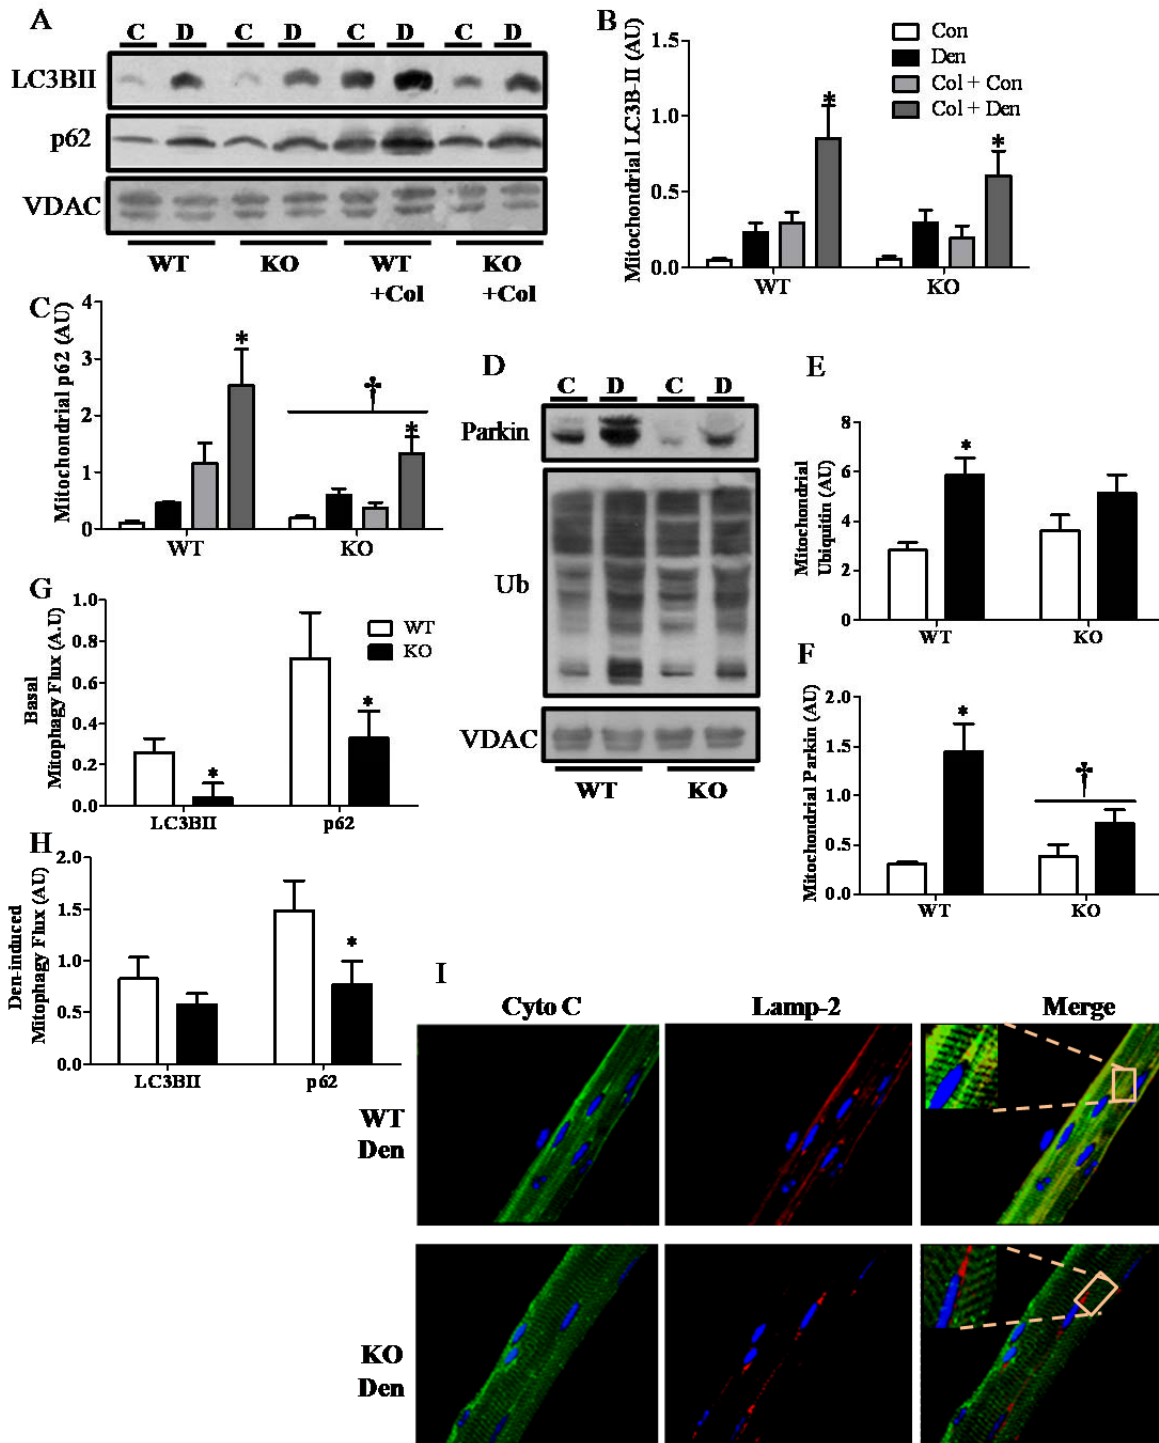 A
C D C D C D C D
LC3BII
p62
VDAC
WT KO WT KO
+Col +Col
B
Mitochondrial LC3B-II (AU)
1.5
1.0
0.5
0.0
Con
Den
Col + Con
Col + Den
*
*
WT KO
C
Mitochondrial p62 (AU)
4
3
2
1
0
*
†
*
WT KO
D
C D C D
Parkin
Ub
VDAC
WT KO
E
Mitochondrial
Ubiquitin (AU)
8
6
4
2
0
*
WT KO
F
Mitochondrial Parkin (AU)
2.0
1.5
1.0
0.5
0.0
*
†
WT KO
G
Basal
Mitophagy Flux (A.U)
1.0
0.8
0.6
0.4
0.2
0.0
WT
KO
*
*
LC3BII p62
H
Den-induced
Mitophagy Flux (AU)
2.0
1.5
1.0
0.5
0.0
*
LC3BII p62
I
Cyto C Lamp-2 Merge
WT
Den
KO
Den